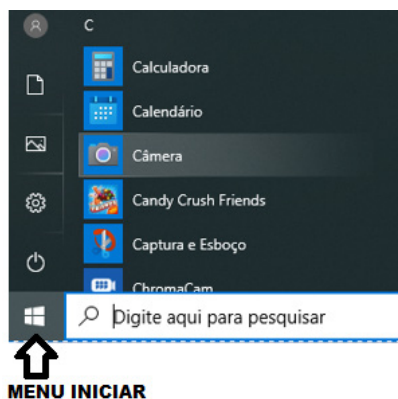 C
Calculadora
Calendário
Câmera
Candy Crush Friends
Captura e Esboço
ChromaCam
Digite aqui para pesquisar
MENU INICIAR